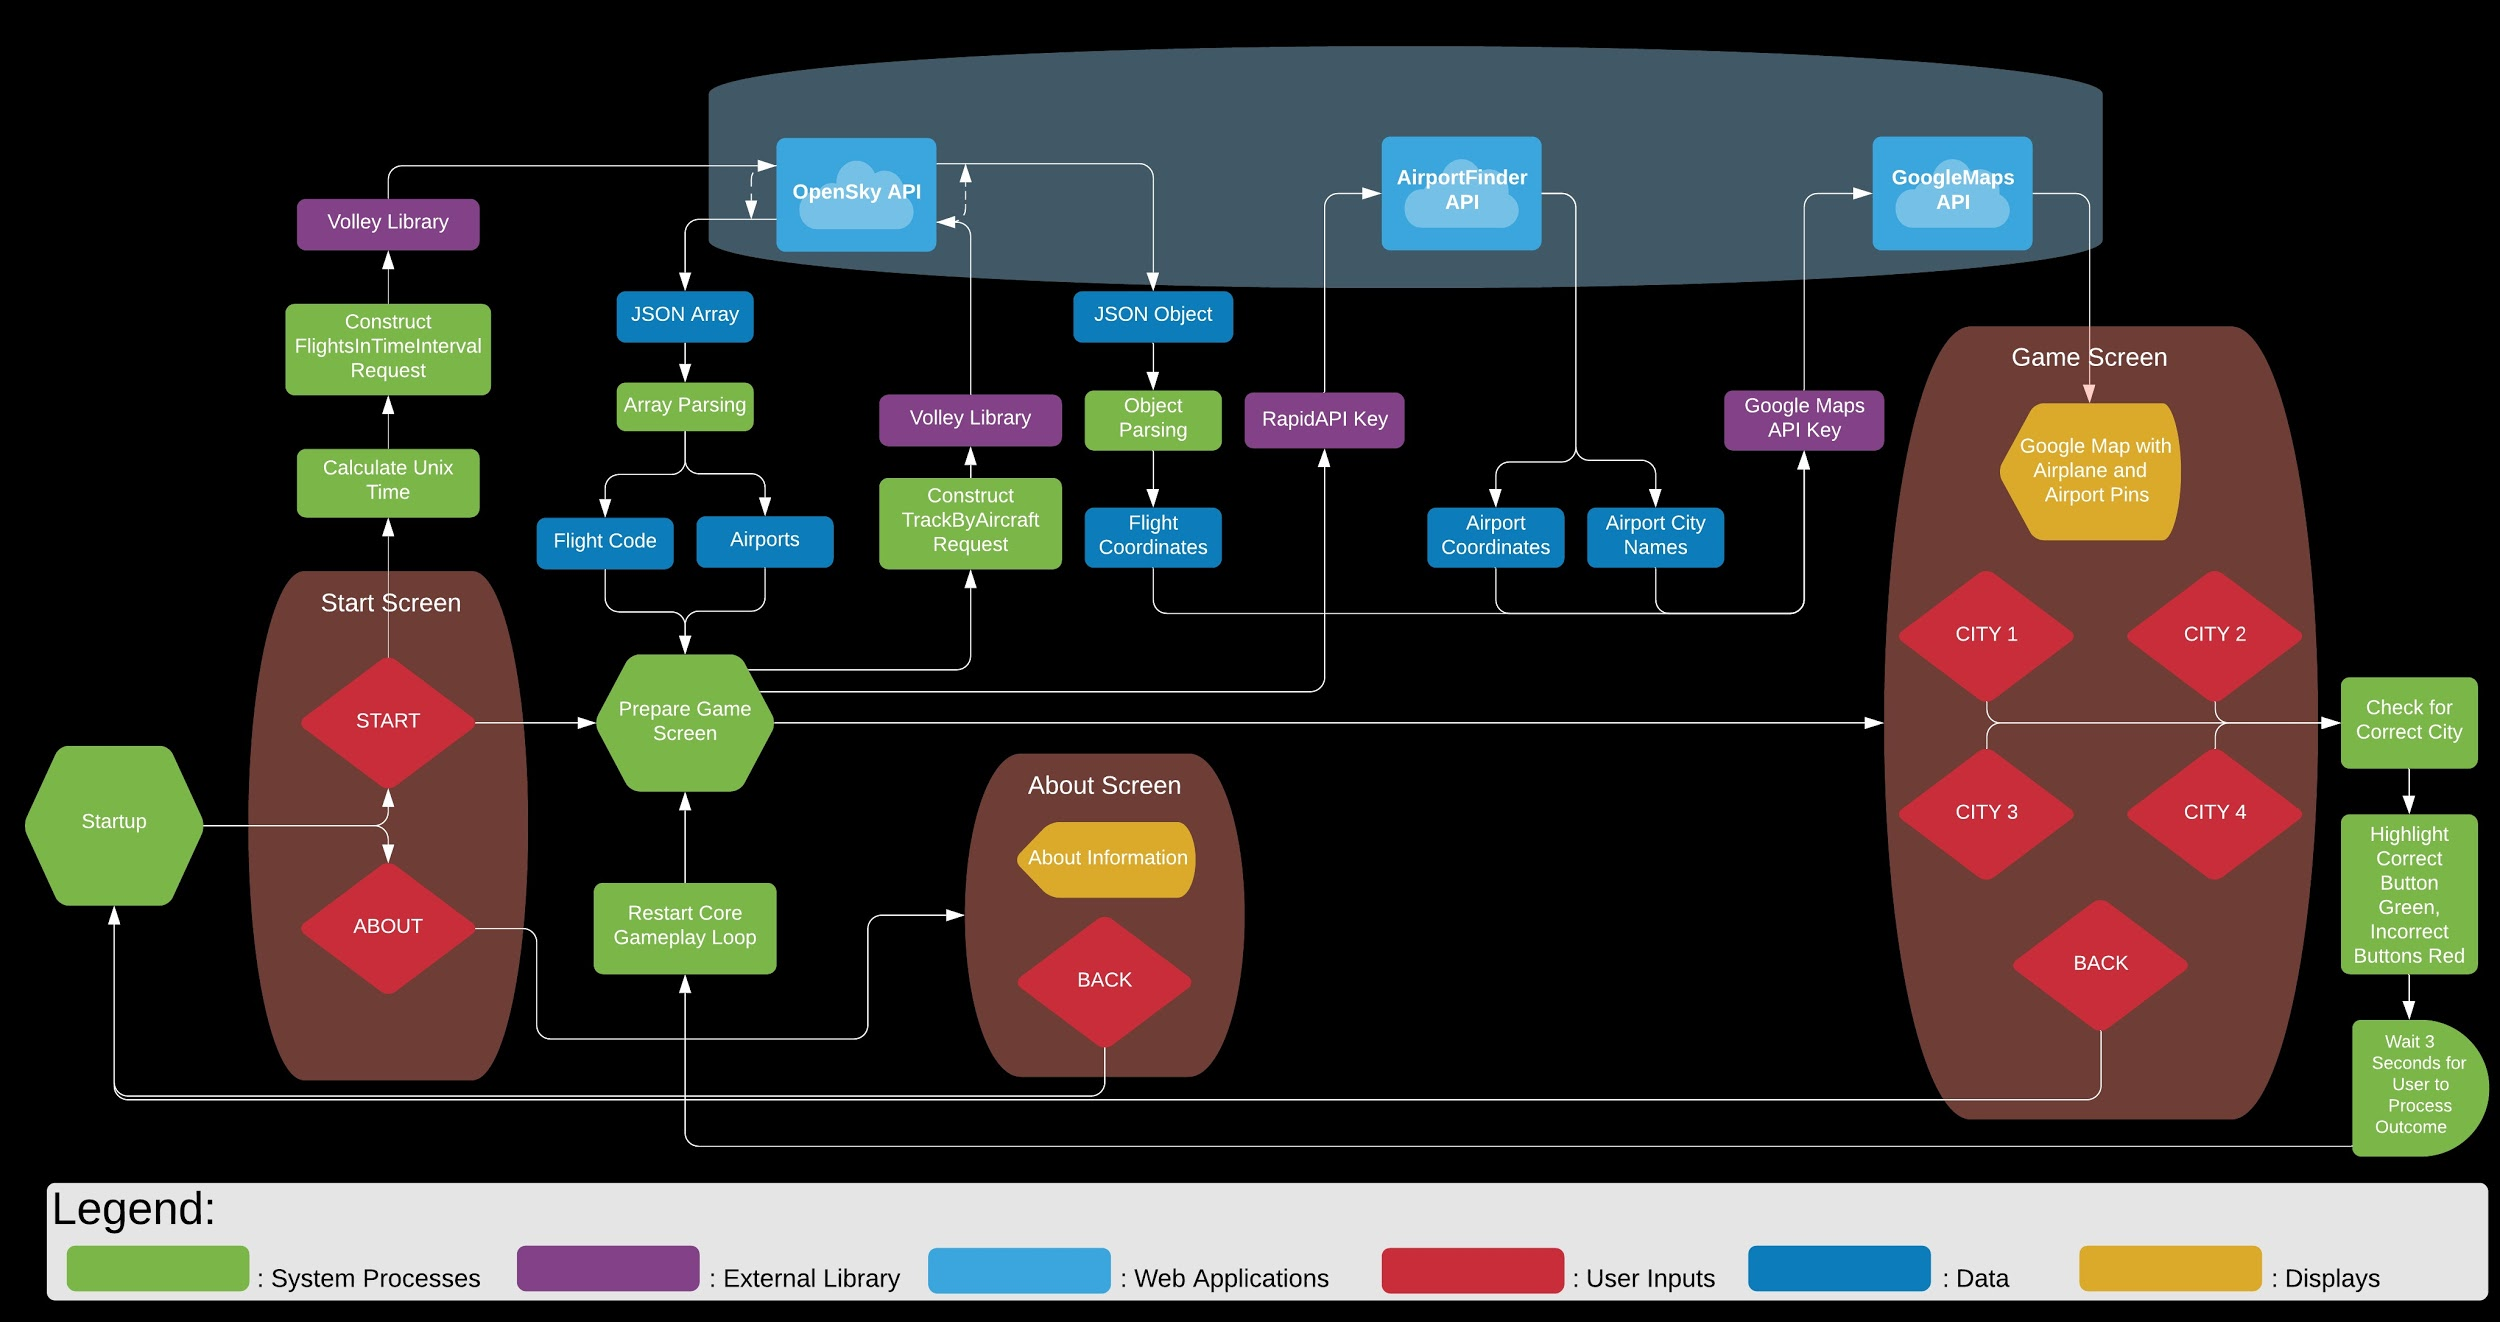 OpenSky API
AirportFinder
API
GoogleMaps
API
Volley Library
Construct
FlightsInTimeInterval
Request
Calculate Unix
Time
JSON Array
Array Parsing
Flight Code
Airports
Volley Library
Construct
TrackByAircraft
Request
JSON Object
Object
Parsing
Flight
Coordinates
RapidAPI Key
Airport
Coordinates
Airport City
Names
Google Maps
API Key
Game Screen
Google Map with
Airplane and
Airport Pins
CITY 1
CITY 2
CITY 3
CITY 4
BACK
Start Screen
START
ABOUT
Startup
Prepare Game
Screen
Restart Core
Gameplay Loop
About Screen
About Information
BACK
Check for
Correct City
Highlight
Correct
Button
Green,
Incorrect
Buttons Red
Wait 3
Seconds for
User to
Process
Outcome
Legend:
: System Processes
: External Library
: Web Applications
: User Inputs
: Data
: Displays